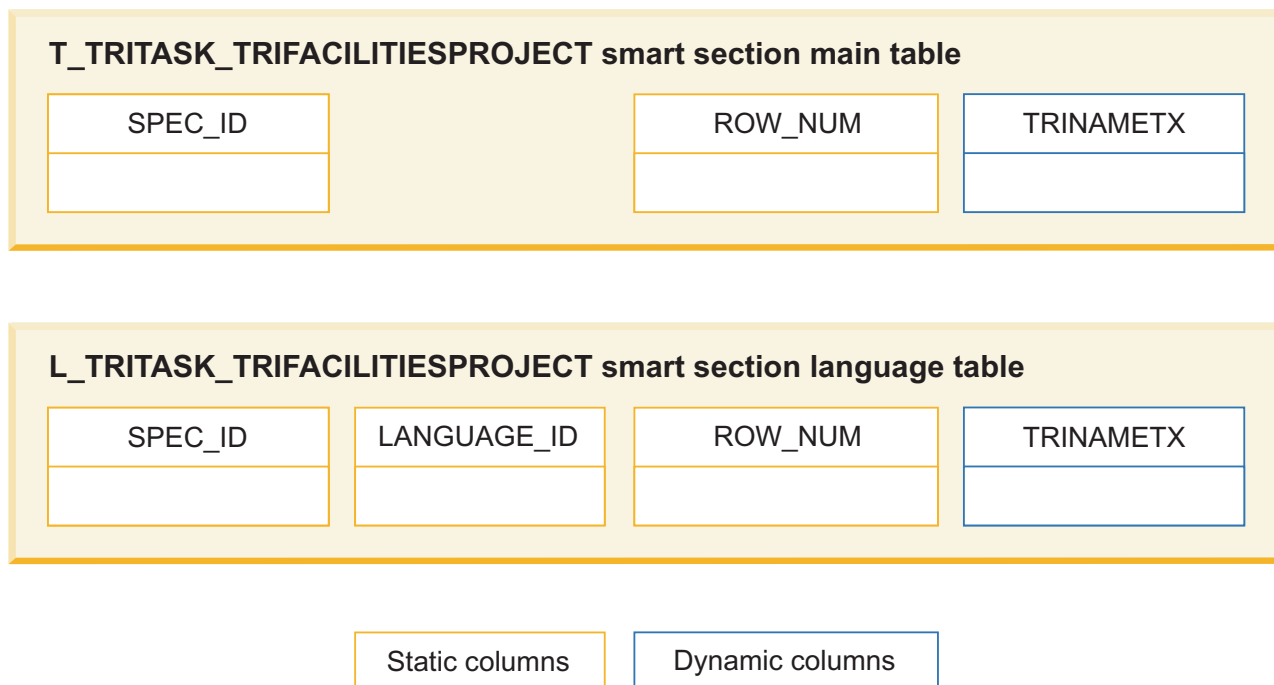 T_TRITASK_TRIFACILITIESPROJECT smart section main table
SPEC_ID ROW_NUM TRINAMETX
L_TRITASK_TRIFACILITIESPROJECT smart section language table
SPEC_ID LANGUAGE_ID ROW_NUM TRINAMETX
Static columns Dynamic columns